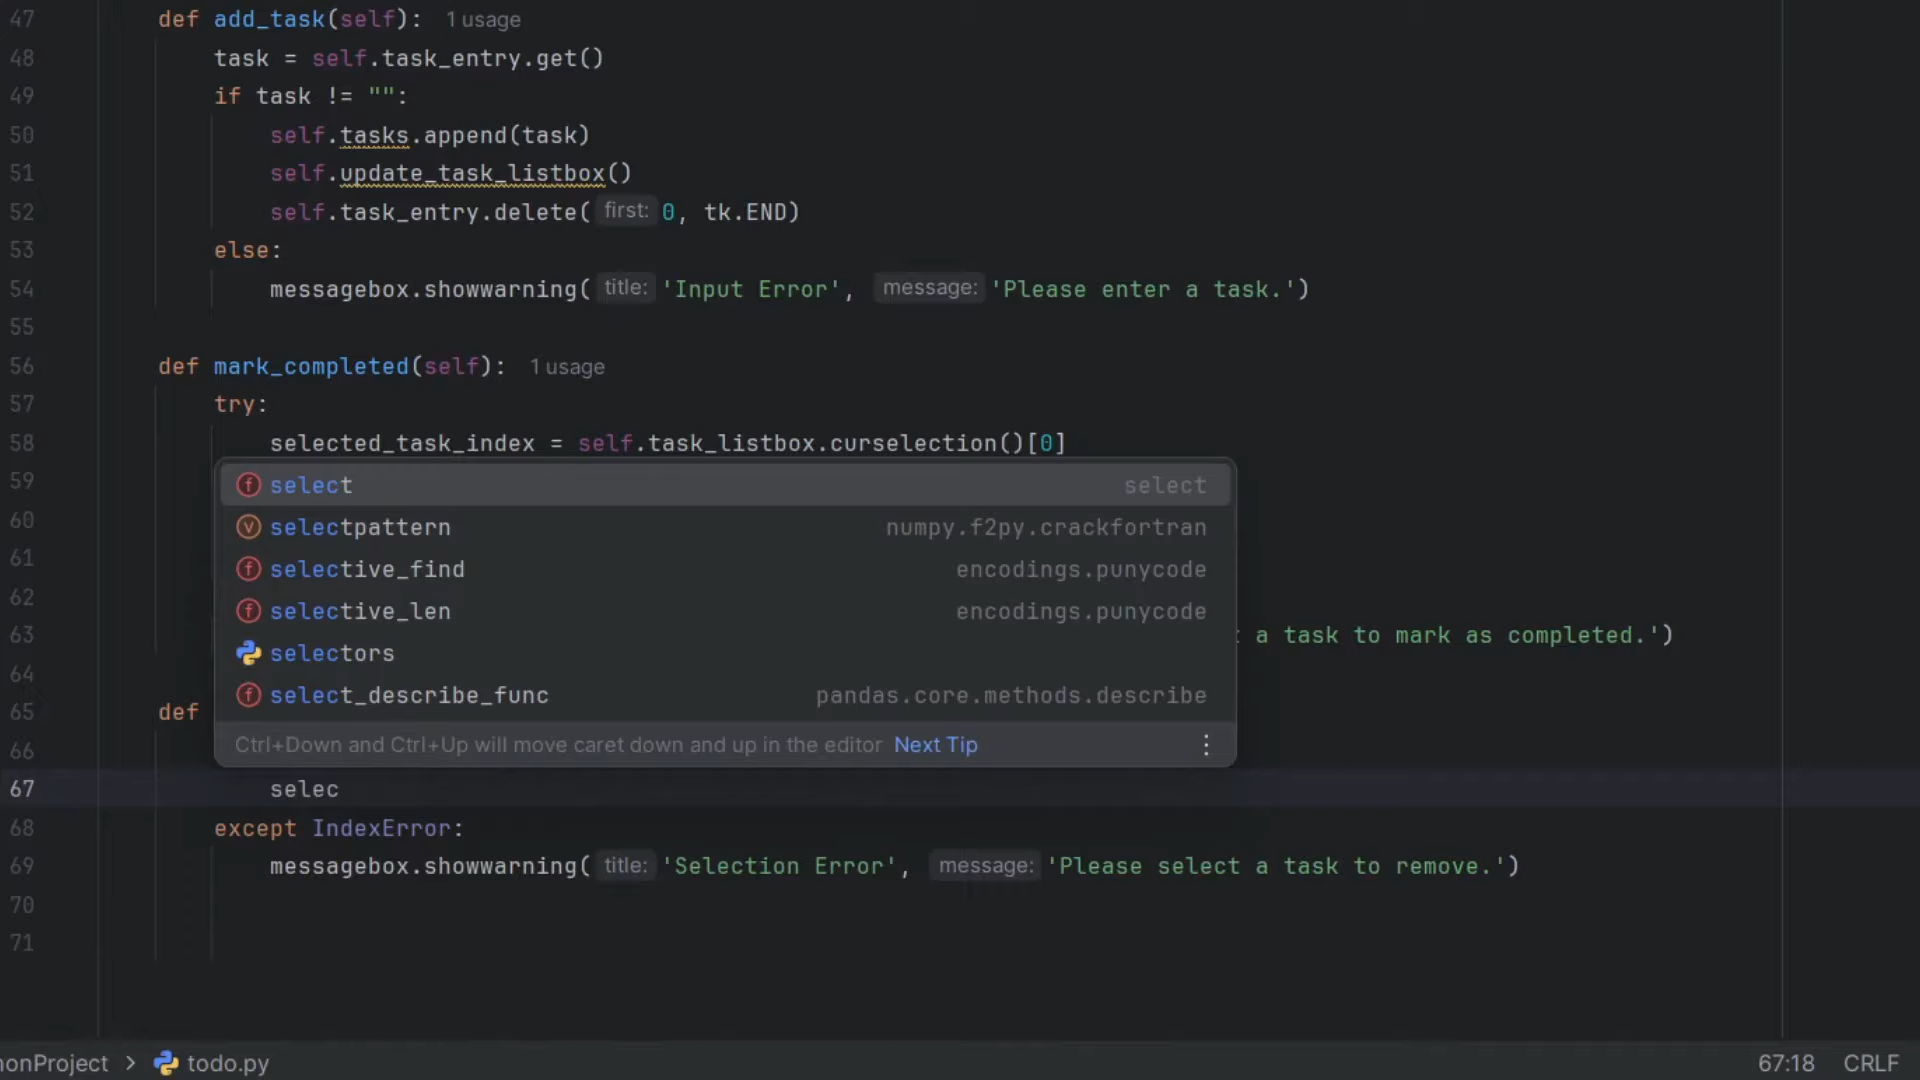 47 def add_task(self): 1 usage
48 task = self.task_entry.get()
49 if task != "":
50 self.tasks.append(task)
51 self.update_task_listbox()
52 self.task_entry.delete( first: 0, tk.END)
53 else:
54 messagebox.showwarning( title: 'Input Error', message: 'Please enter a task.')
55
56 def mark_completed(self): 1 usage
57 try:
58 selected_task_index = self.task_listbox.curselection()[0]
59 select select
60 selectpattern numpy.f2py.crackfortran
61 selective_find encodings.punycode
62 selective_len encodings.punycode
63 a task to mark as completed.')
selectors
64 select_describe_func pandas.core.methods.describe
65 def
66 Ctrl+Down and Ctrl+Up will move caret down and up in the editor Next Tip
67 selec
68 except IndexError:
69 messagebox.showwarning( title: 'Selection Error', message: 'Please select a task to remove.')
70
71
onProject > todo.py 67:18 CRLF